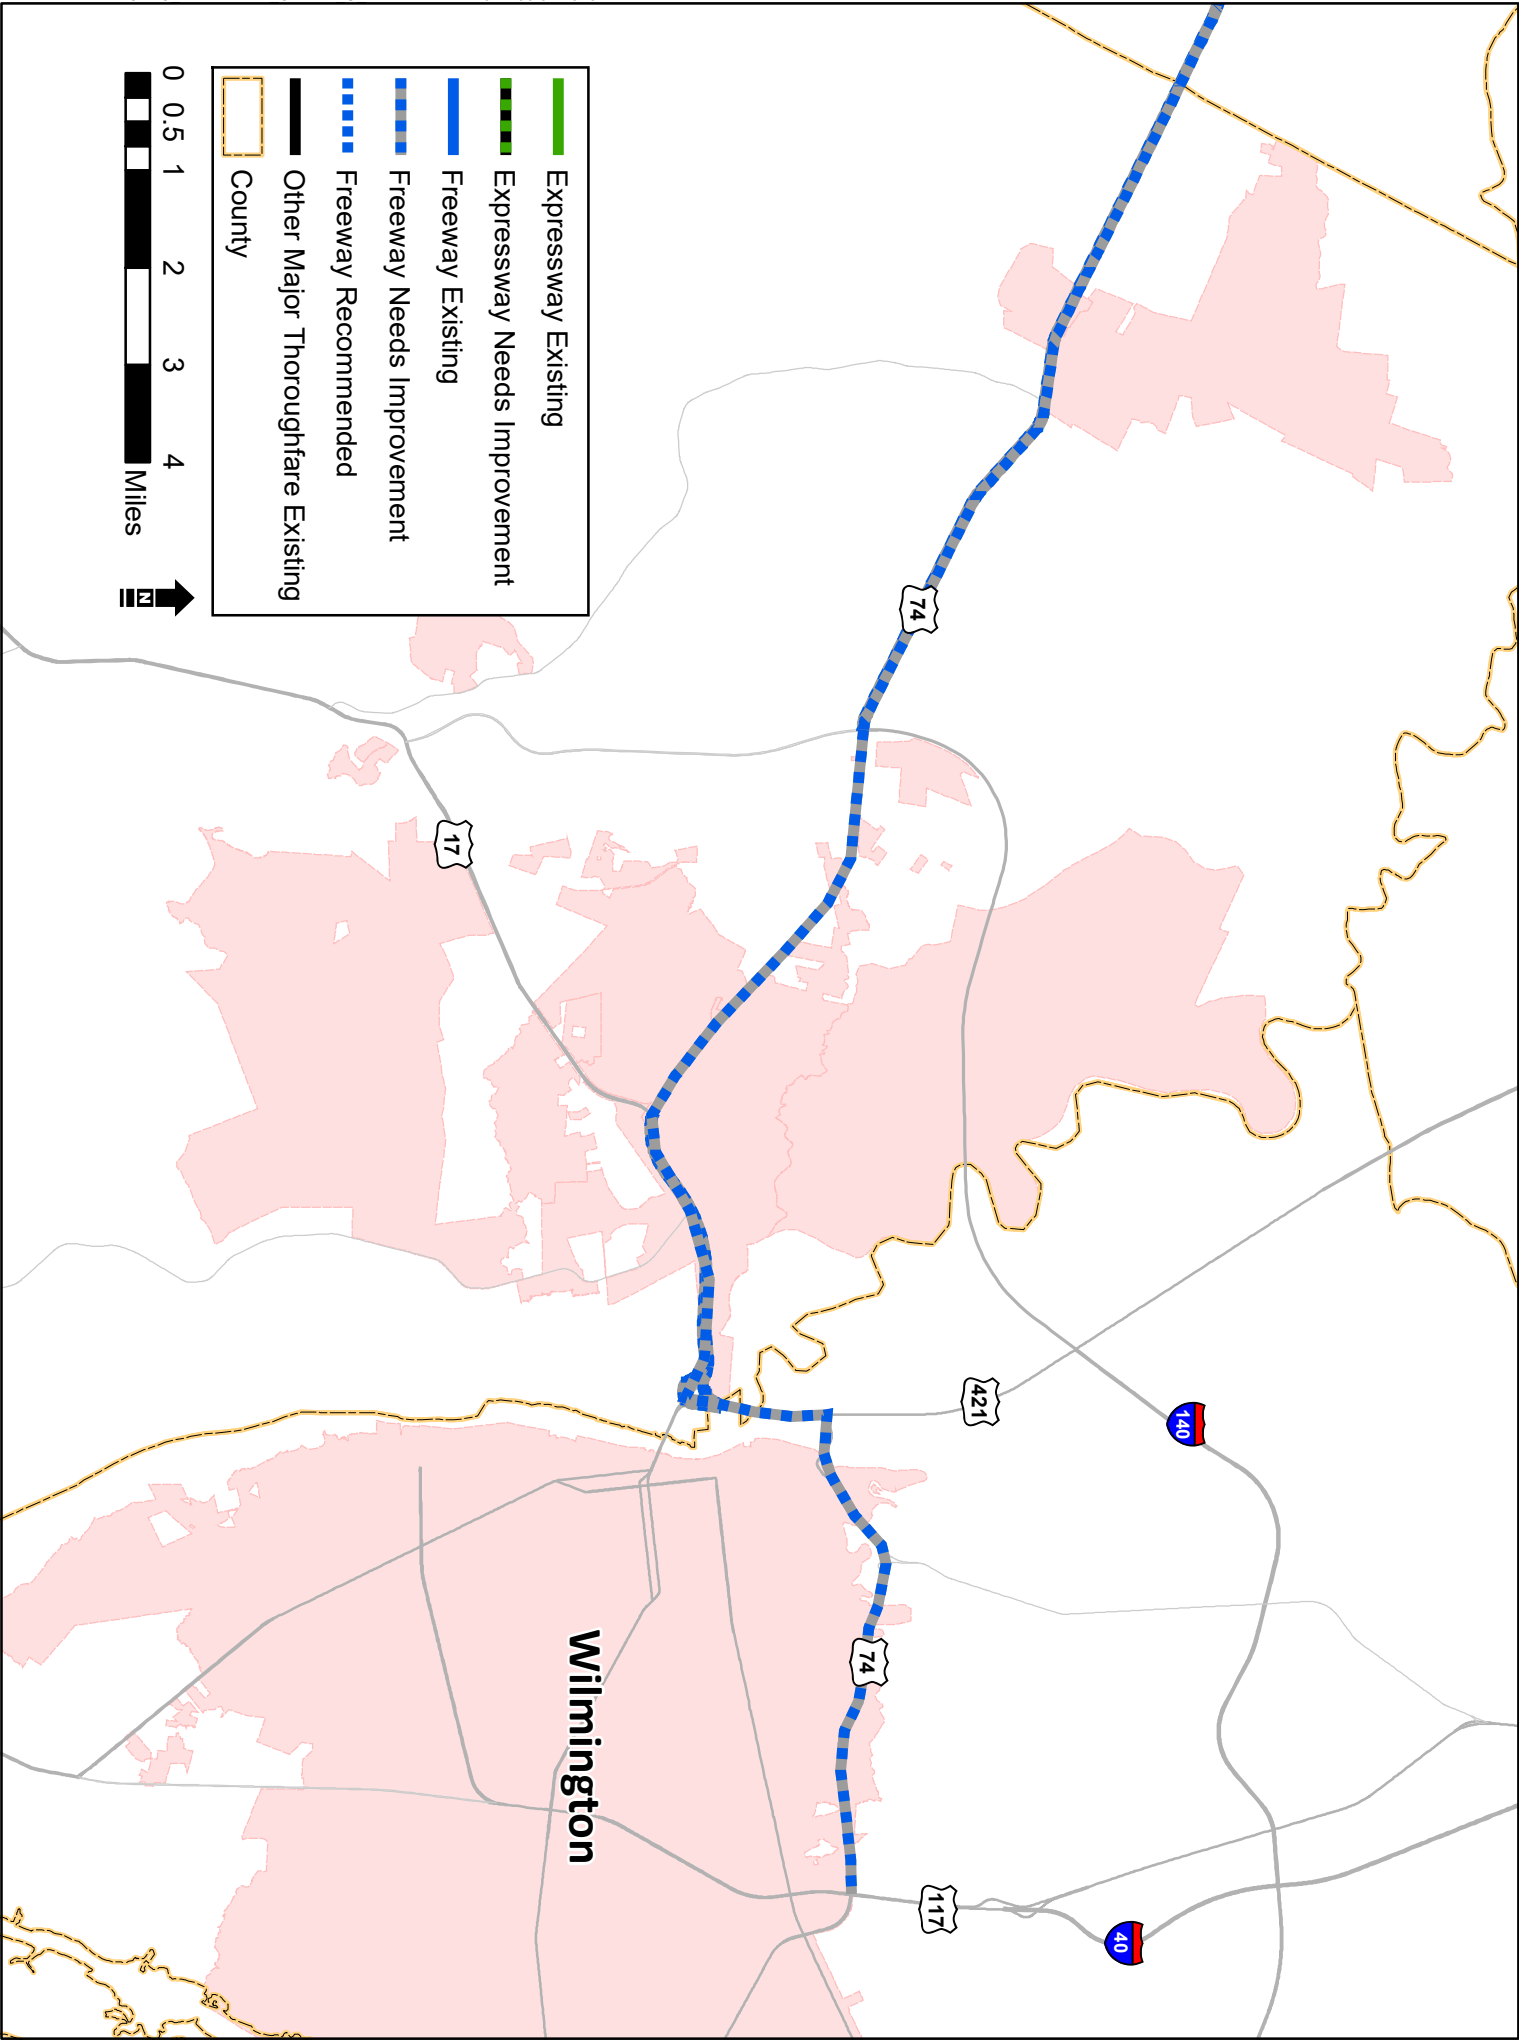 140
421
40
117
74
74
17
Wilmington
Expressway Existing
Expressway Needs Improvement
Freeway Existing
Freeway Needs Improvement
Freeway Recommended
Other Major Thoroughfare Existing
County
0 0.5 1 2 3 4
Miles
N